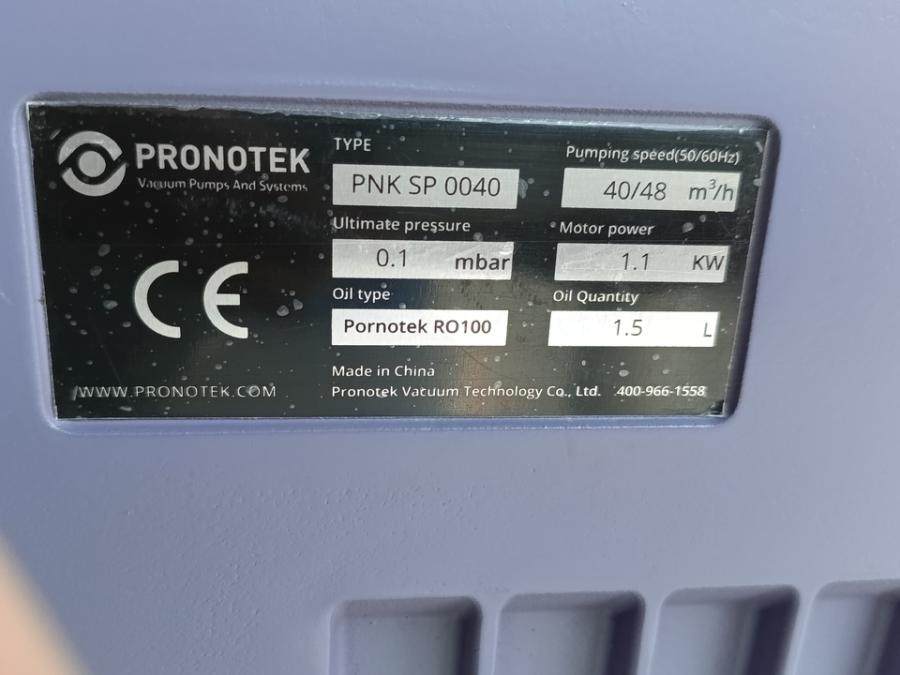 PRONOTEK
Vacuum Pumps And Systems
CE
/WWW.PRONOTEK.COM
TYPE
PNK SP 0040
Pumping speed(50/60Hz)
40/48 m³/h
Ultimate pressure
0.1 mbar
Motor power
1.1 KW
Oil type
Pornotek RO100
Oil Quantity
1.5 L
Made in China
Pronotek Vacuum Technology Co., Ltd. 400-966-1558